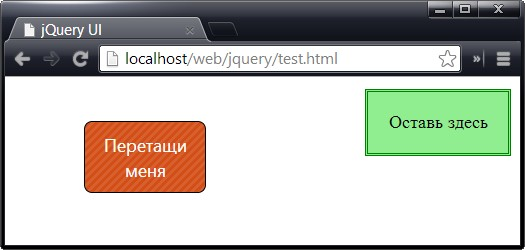 jQuery UI
localhost/web/jquery/test.html
Перетащи
меня
Оставь здесь